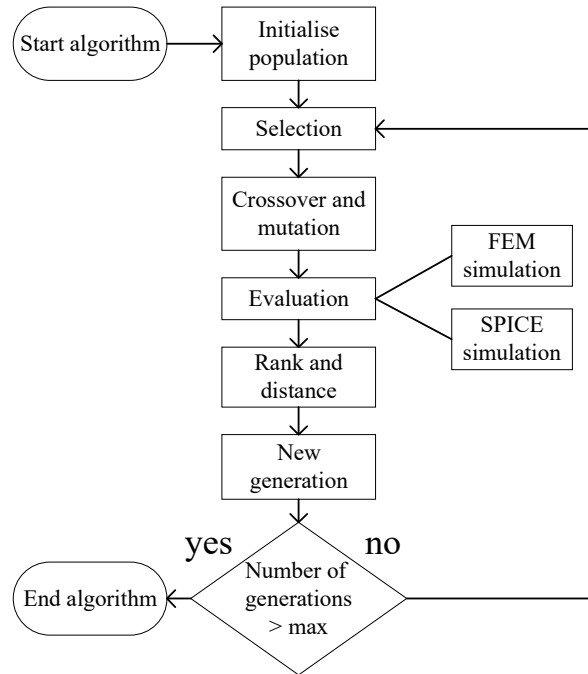 Start algorithm
Initialise
population
Selection
Crossover and
mutation
FEM
simulation
Evaluation
SPICE
simulation
Rank and
distance
New
generation
yes
no
Number of
generations
> max
End algorithm